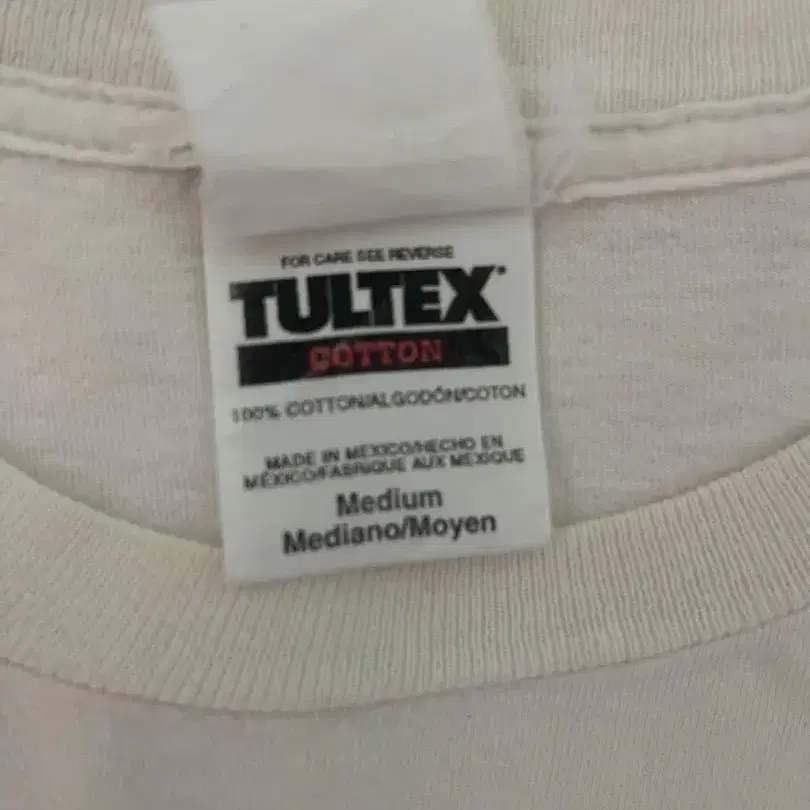 FOR CARE SEE REVERSE
TULTEX
COTTON
100% COTTON/ALGODÓN/COTON
MADE IN MEXICO/HECHO EN
MÉXICO/FABRIQUE AUX MEXIQUE
Medium
Mediano/Moyen